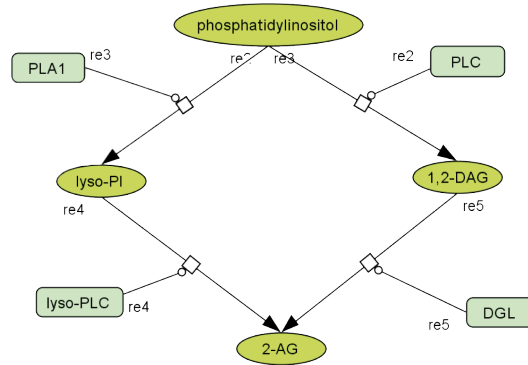 phosphatidylinositol
re3
re3
re2
PLA1
PLC
lyso-PI
1,2-DAG
re4
re5
lyso-PLC
re4
DGL
re5
2-AG